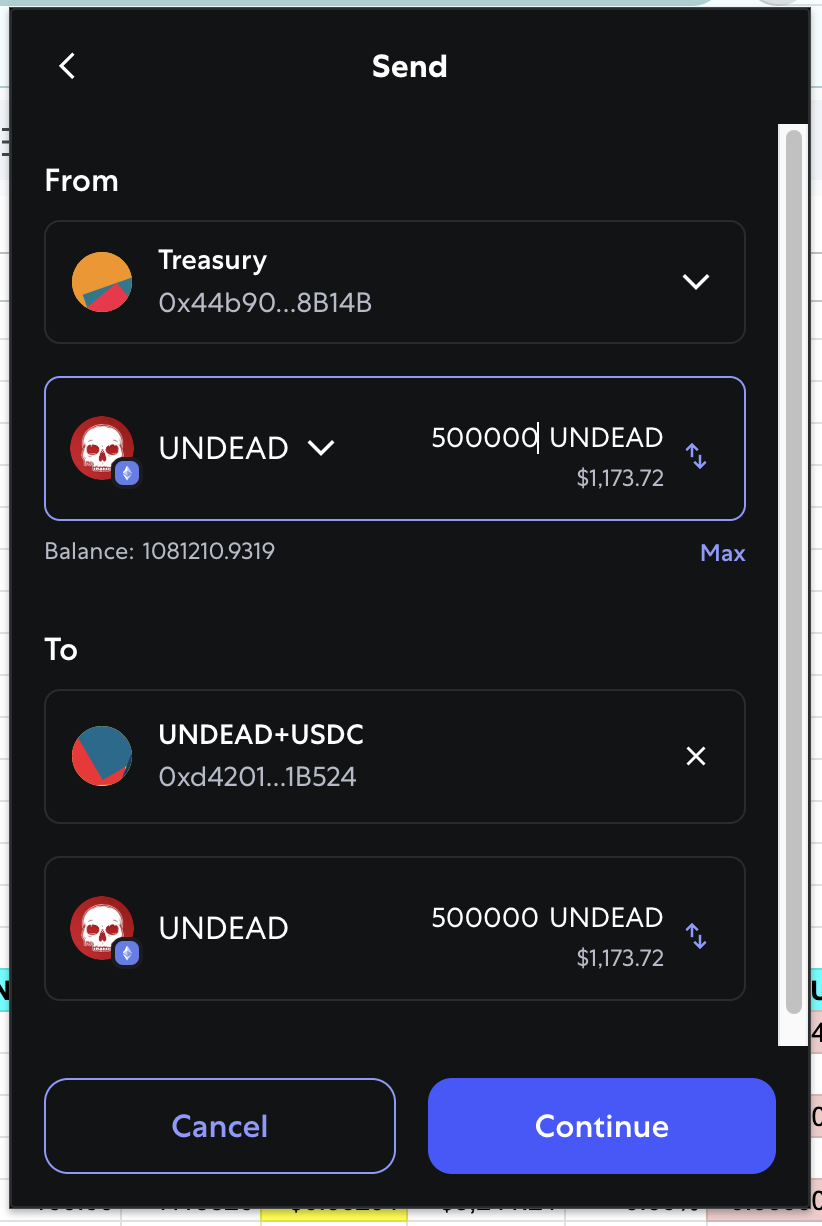 Send
From
Treasury
0x44b90...8B14B
UNDEAD
500000 UNDEAD
$1,173.72
Balance: 1081210.9319
Max
To
UNDEAD+USDC
0xd4201...1B524
UNDEAD
500000 UNDEAD
$1,173.72
Cancel
Continue